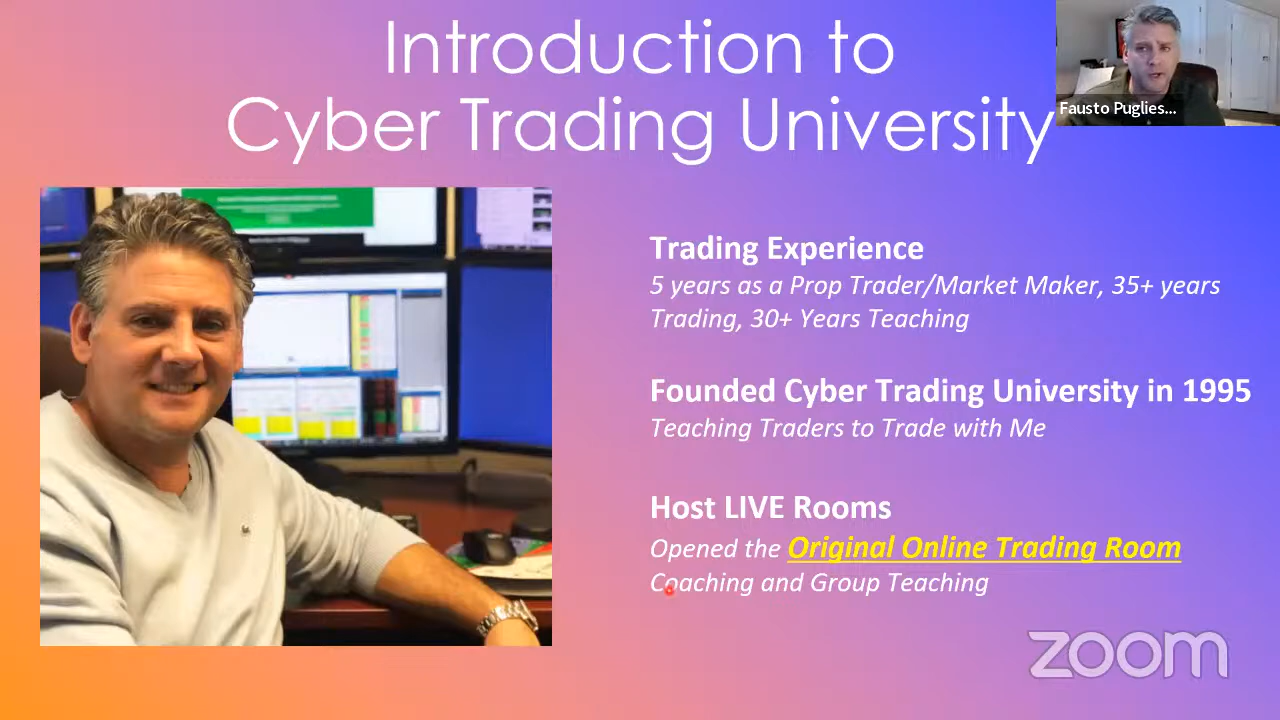 Introduction to
Cyber Trading University
Fausto Puglies...
Trading Experience
5 years as a Prop Trader/Market Maker, 35+ years
Trading, 30+ Years Teaching
Founded Cyber Trading University in 1995
Teaching Traders to Trade with Me
Host LIVE Rooms
Opened the Original Online Trading Room
Coaching and Group Teaching
zoom